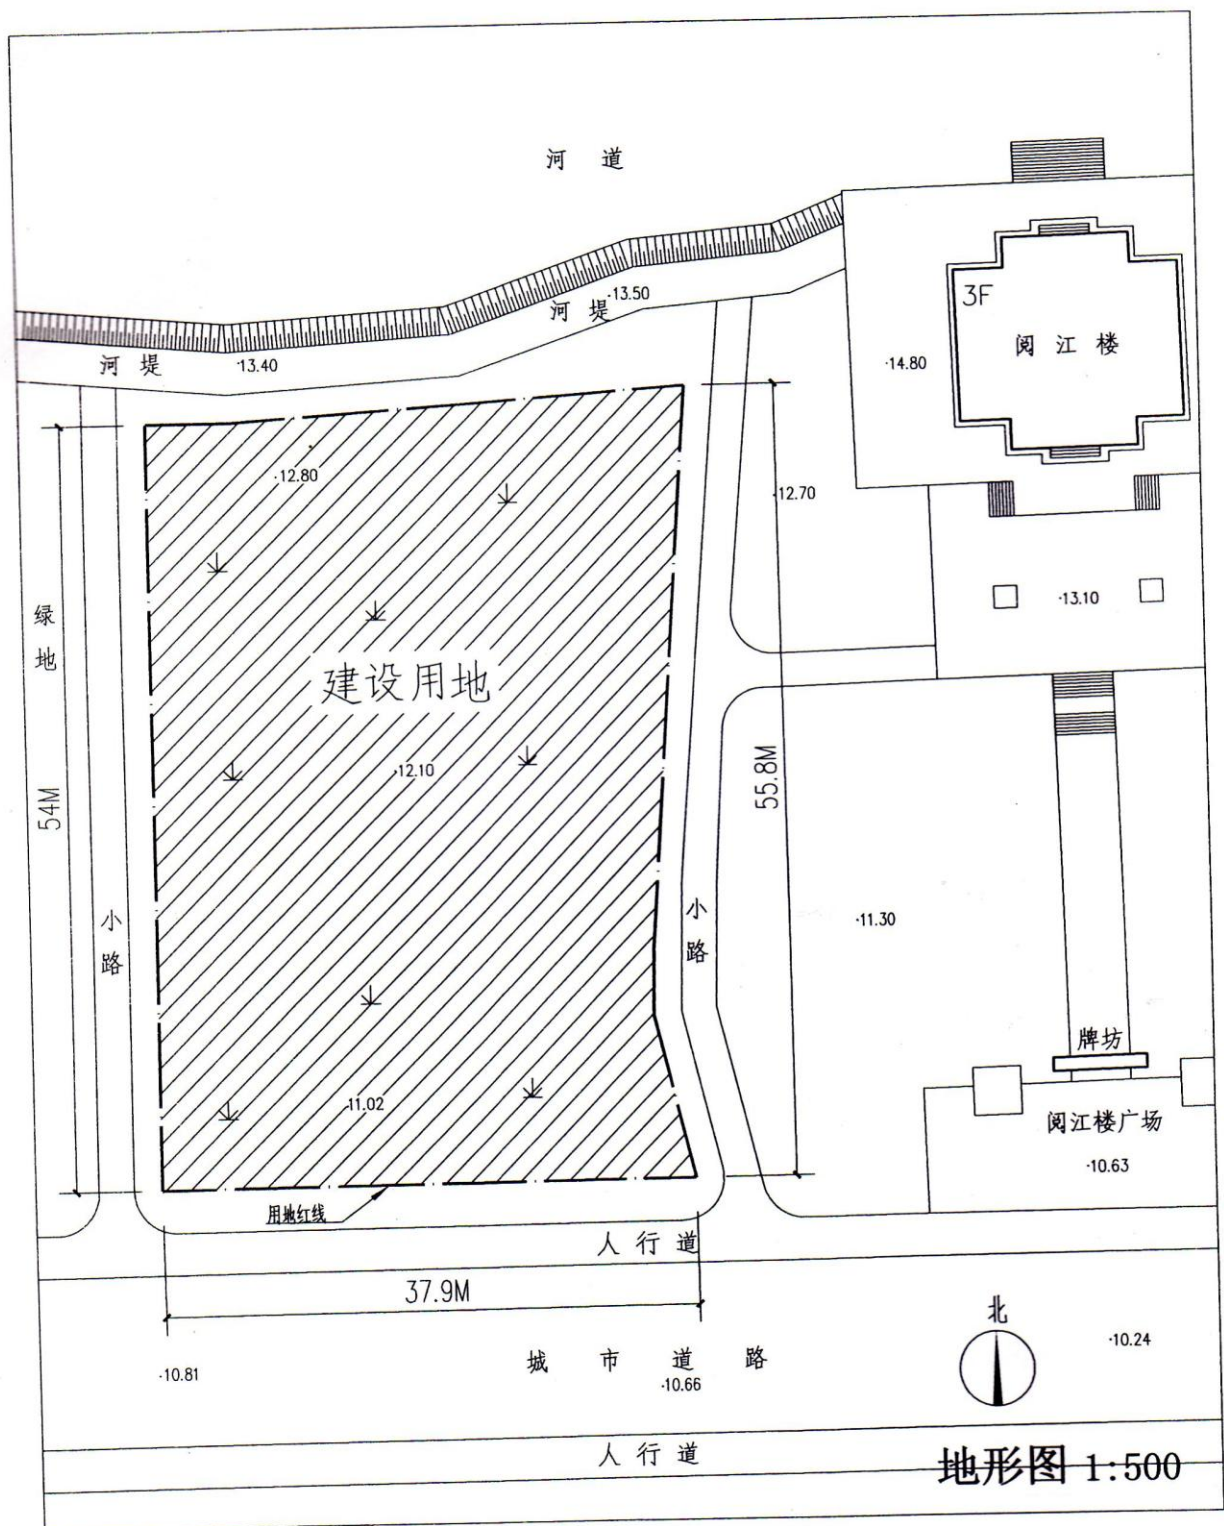 河 道
河 堤
·13.50
河 堤
·13.40
3F
阅 江 楼
·14.80
·12.80
·12.70
绿地
·13.10
建设用地
·12.10
55.8M
54M
小路
小路
·11.30
牌坊
·11.02
阅江楼广场
·10.63
用地红线
人 行 道
37.9M
北
城 市 道 路
·10.81
·10.66
·10.24
人 行 道
地形图 1:500